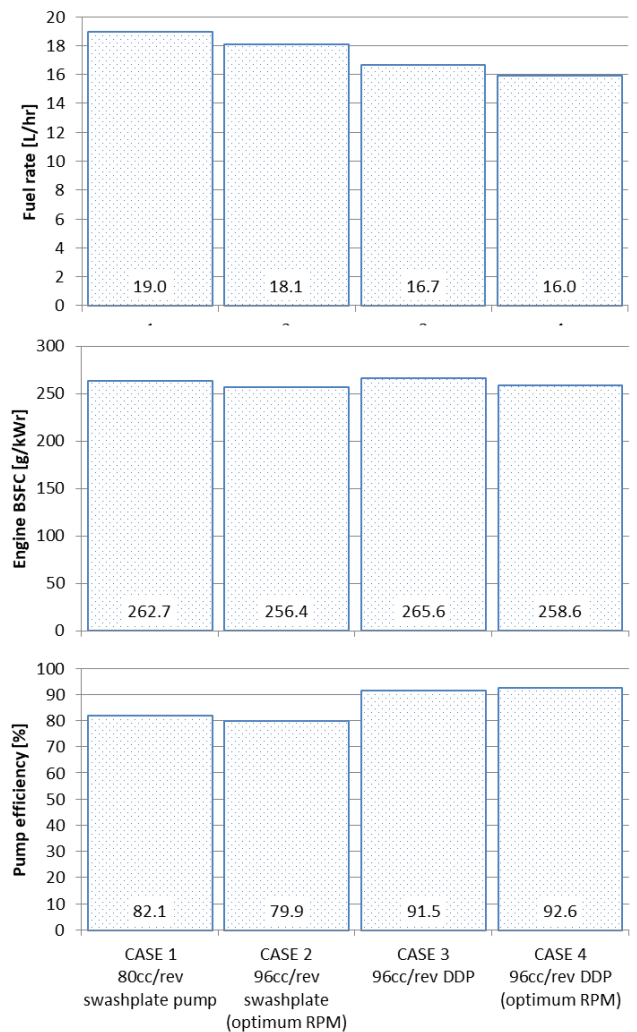 20
18
16
14
12
10
8
6
4
2
0
Fuel rate [L/hr]
19.0 18.1 16.7 16.0
300
250
200
150
100
50
0
Engine BSFC [g/kWr]
262.7 256.4 265.6 258.6
100
90
80
70
60
50
40
30
20
10
0
Pump efficiency [%]
82.1 79.9 91.5 92.6
CASE 1 CASE 2 CASE 3 CASE 4
80cc/rev 96cc/rev 96cc/rev DDP 96cc/rev DDP
swashplate pump swashplate (optimum RPM)
(optimum RPM)